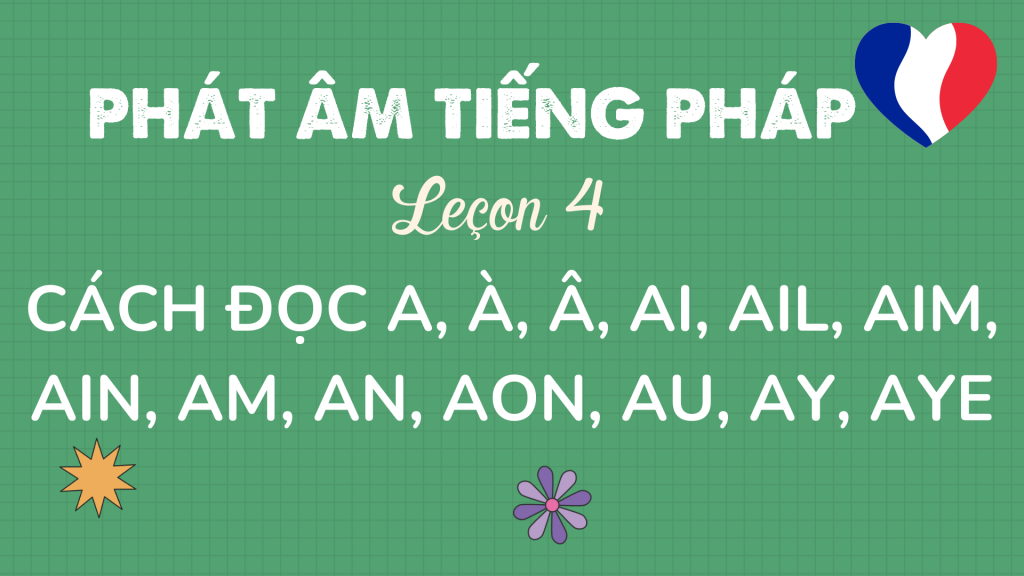 PHÁT ÂM TIẾNG PHÁP
Leçon 4
CÁCH ĐỌC A, À, Â, AI, AIL, AIM,
AIN, AM, AN, AON, AU, AY, AYE